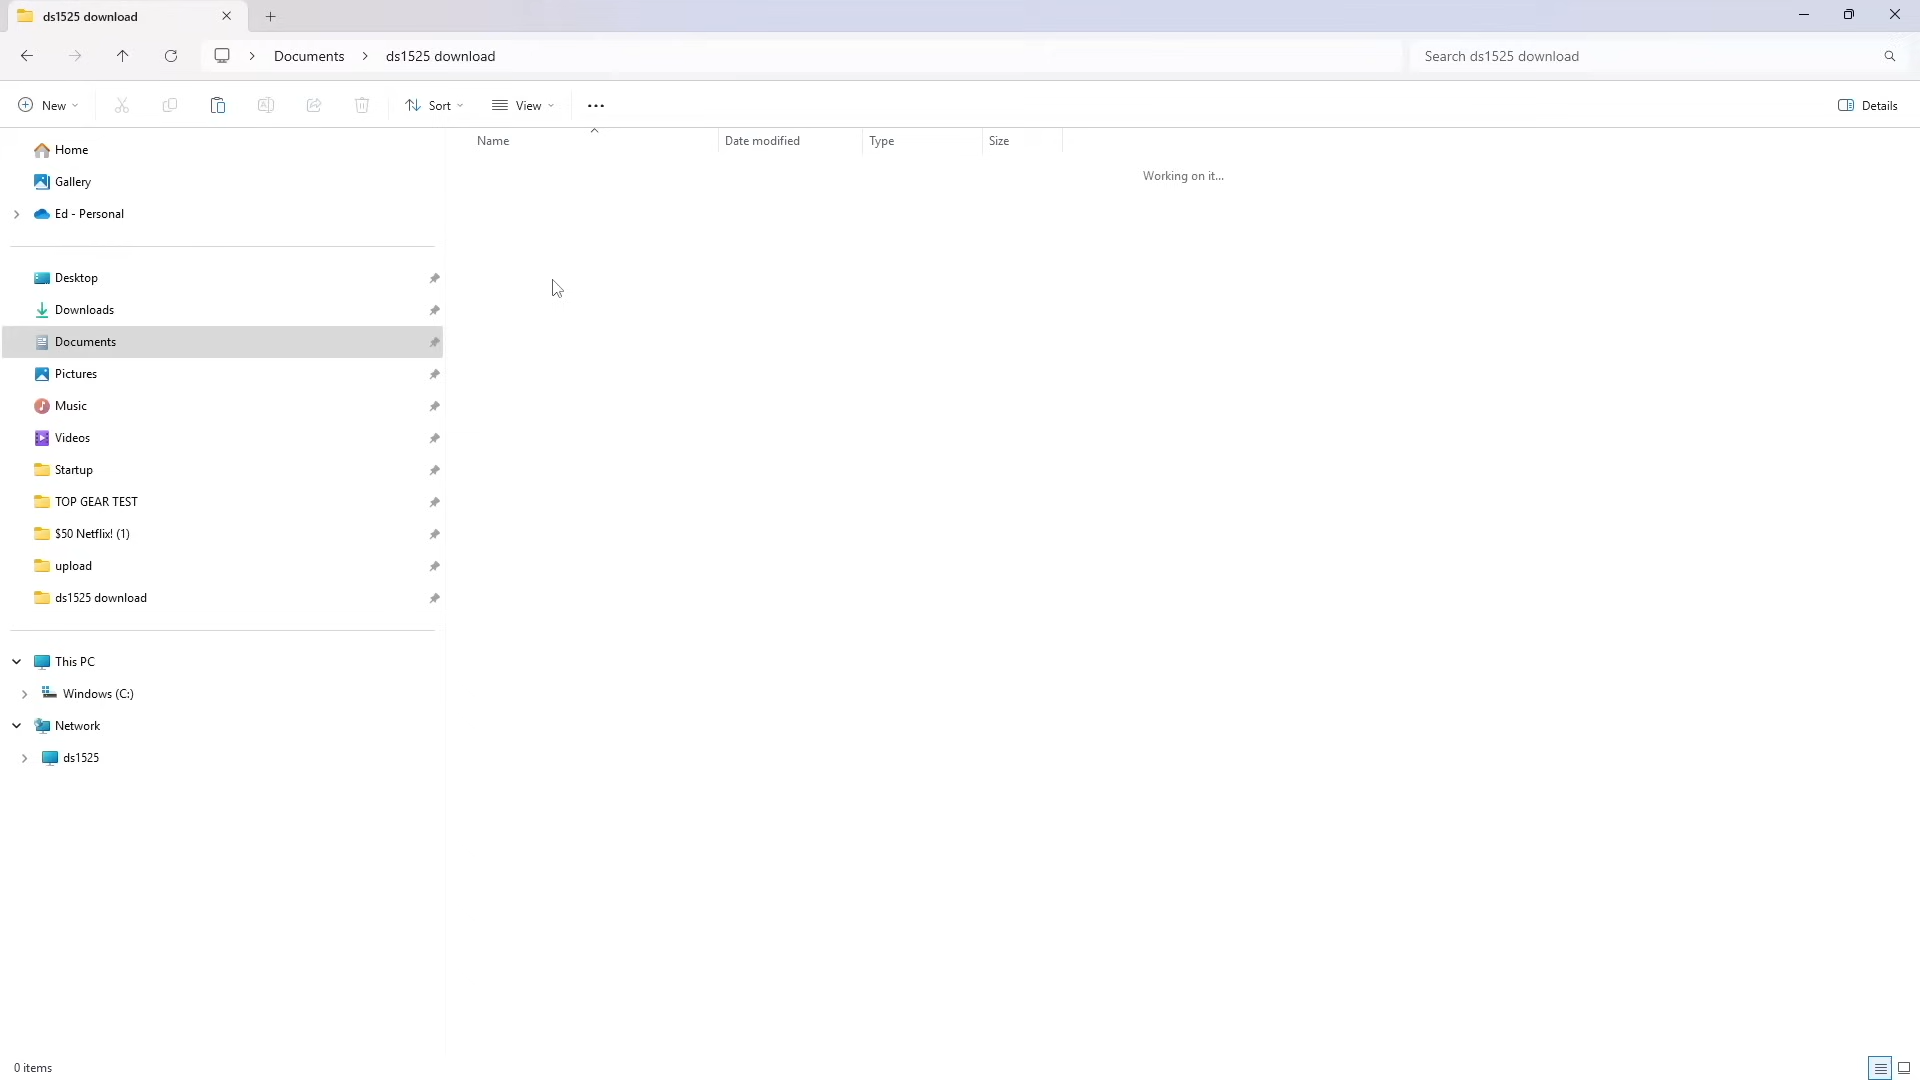 ds1525 download
Documents
ds1525 download
Search ds1525 download
New
Sort
View
Details
Home
Gallery
Ed - Personal
Desktop
Downloads
Documents
Pictures
Music
Videos
Startup
TOP GEAR TEST
$50 Netflix! (1)
upload
ds1525 download
This PC
Windows (C:)
Network
ds1525
Name
Date modified
Type
Size
Working on it...
0 items